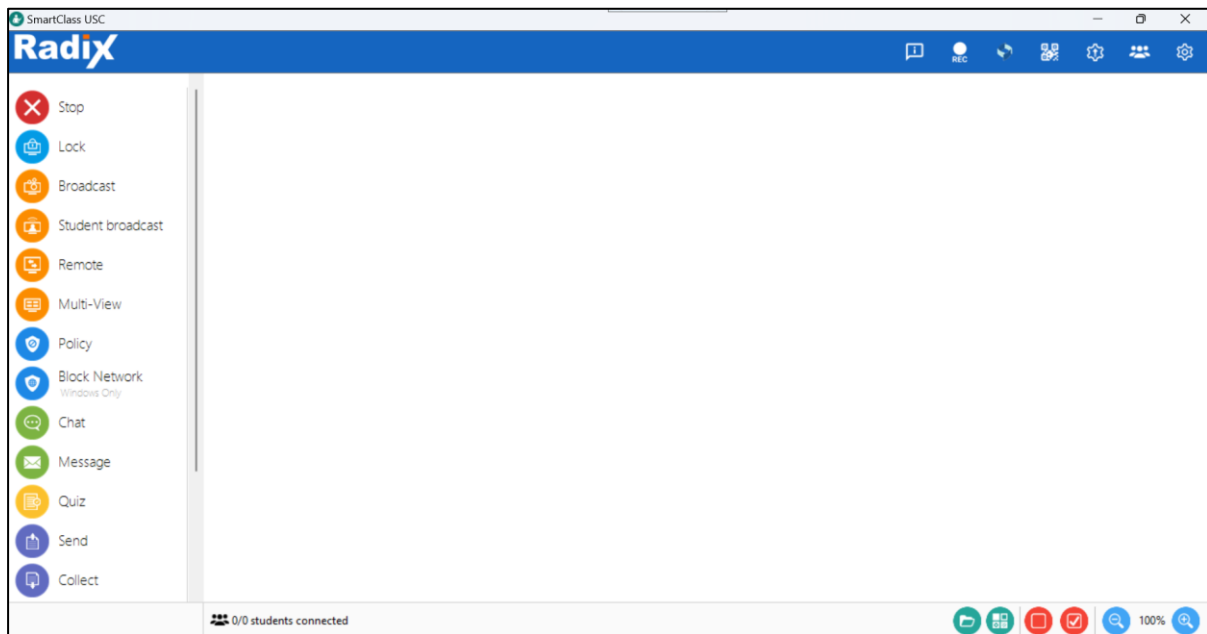 SmartClass USC
Radix
REC
Stop
Lock
Broadcast
Student broadcast
Remote
Multi-View
Policy
Block Network
Windows Only
Chat
Message
Quiz
Send
Collect
0/0 students connected
100%